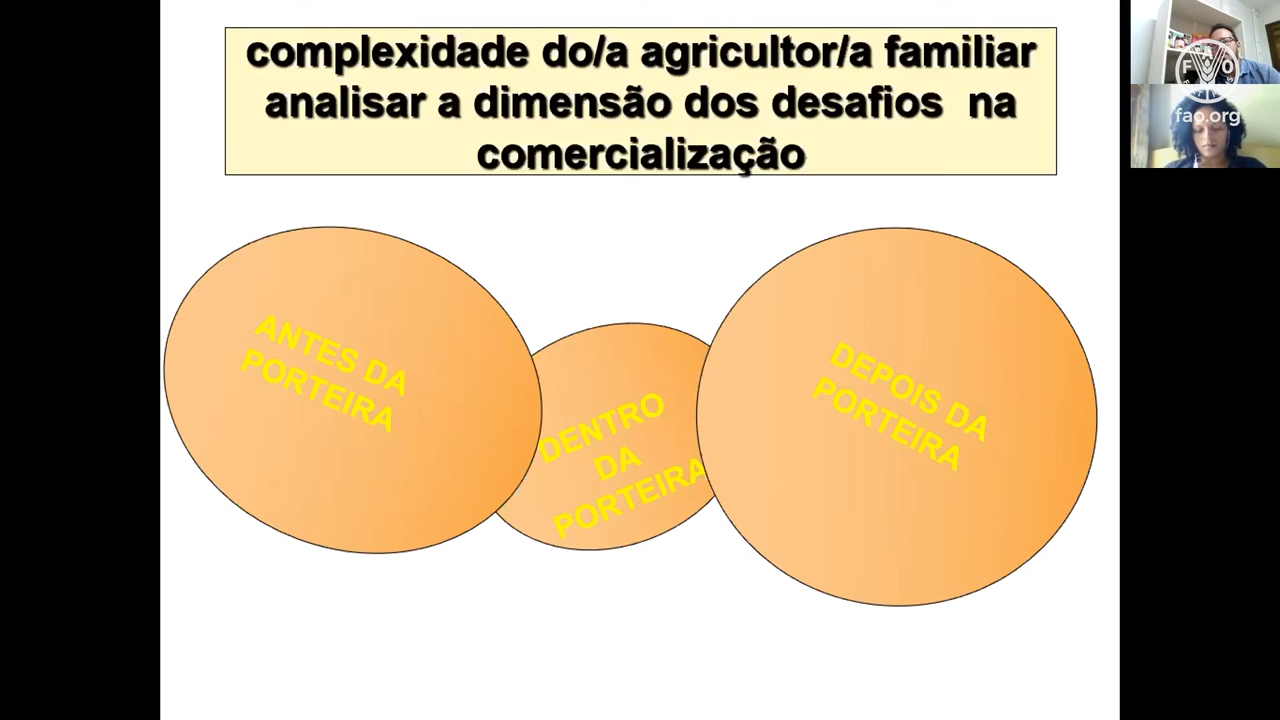 complexidade do/a agricultor/a familiar
analisar a dimensão dos desafios na
comercialização
ANTES DA
PORTEIRA
DENTRO
DA
PORTEIRA
DEPOIS DA
PORTEIRA
FAO
fao.org